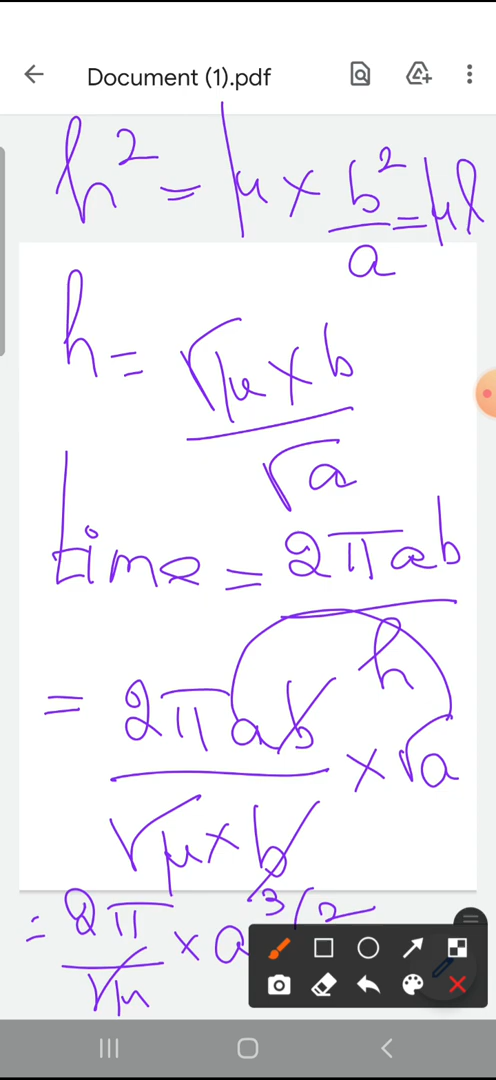 Document (1).pdf
h² = μ × b²/a = μl
h = √μ × b / √a
time = 2πab / h
= 2πab / √μ × b × √a
= 2π/√μ × a^3/2